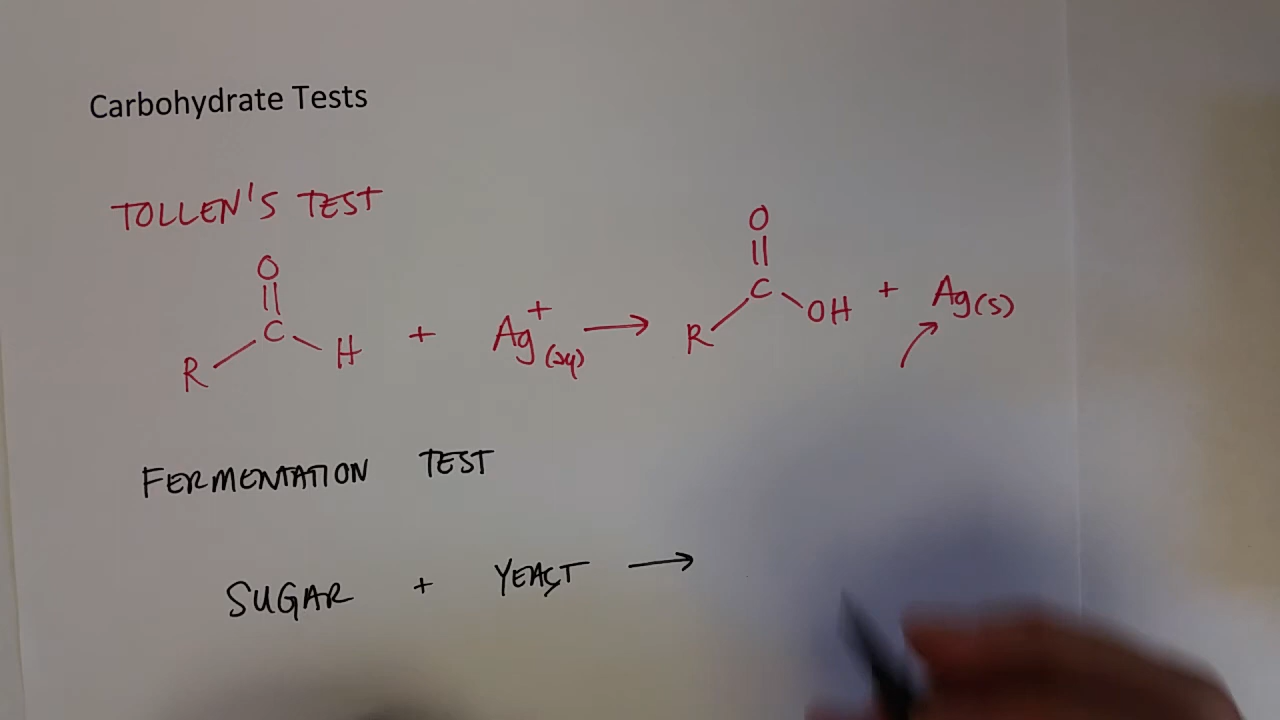 Carbohydrate Tests
TOLLEN'S TEST
O
||
C
R H + Ag+(aq) → 
O
||
C
R OH + Ag(s)
FERMENTATION TEST
SUGAR + YEAST →